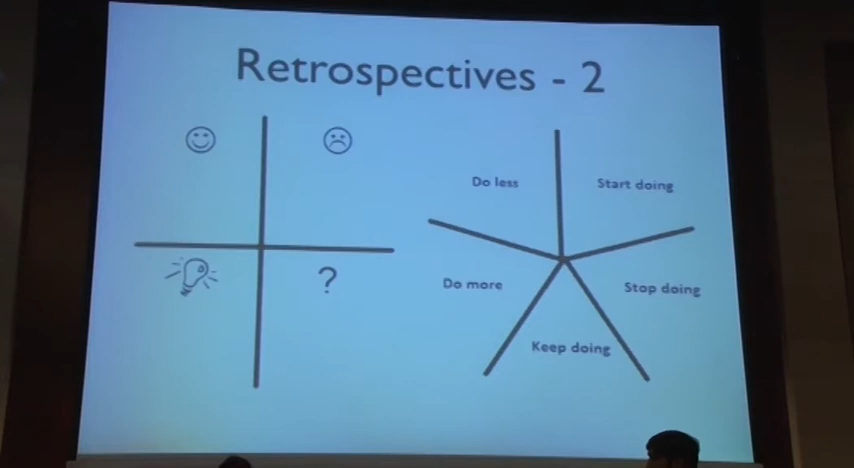 Retrospectives - 2
?
Do less
Start doing
Do more
Stop doing
Keep doing